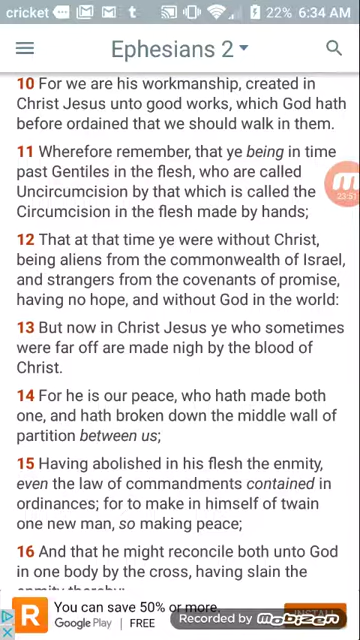 cricket 22% 6:34 AM
Ephesians 2
10 For we are his workmanship, created in
Christ Jesus unto good works, which God hath
before ordained that we should walk in them.
11 Wherefore remember, that ye being in time
past Gentiles in the flesh, who are called
Uncircumcision by that which is called the
Circumcision in the flesh made by hands;
23:51
12 That at that time ye were without Christ,
being aliens from the commonwealth of Israel,
and strangers from the covenants of promise,
having no hope, and without God in the world:
13 But now in Christ Jesus ye who sometimes
were far off are made nigh by the blood of
Christ.
14 For he is our peace, who hath made both
one, and hath broken down the middle wall of
partition between us;
15 Having abolished in his flesh the enmity,
even the law of commandments contained in
ordinances; for to make in himself of twain
one new man, so making peace;
16 And that he might reconcile both unto God
in one body by the cross, having slain the
enmity thereby:
R You can save 50% or more.
Google Play | FREE
INSTALL
Recorded by Mobizen